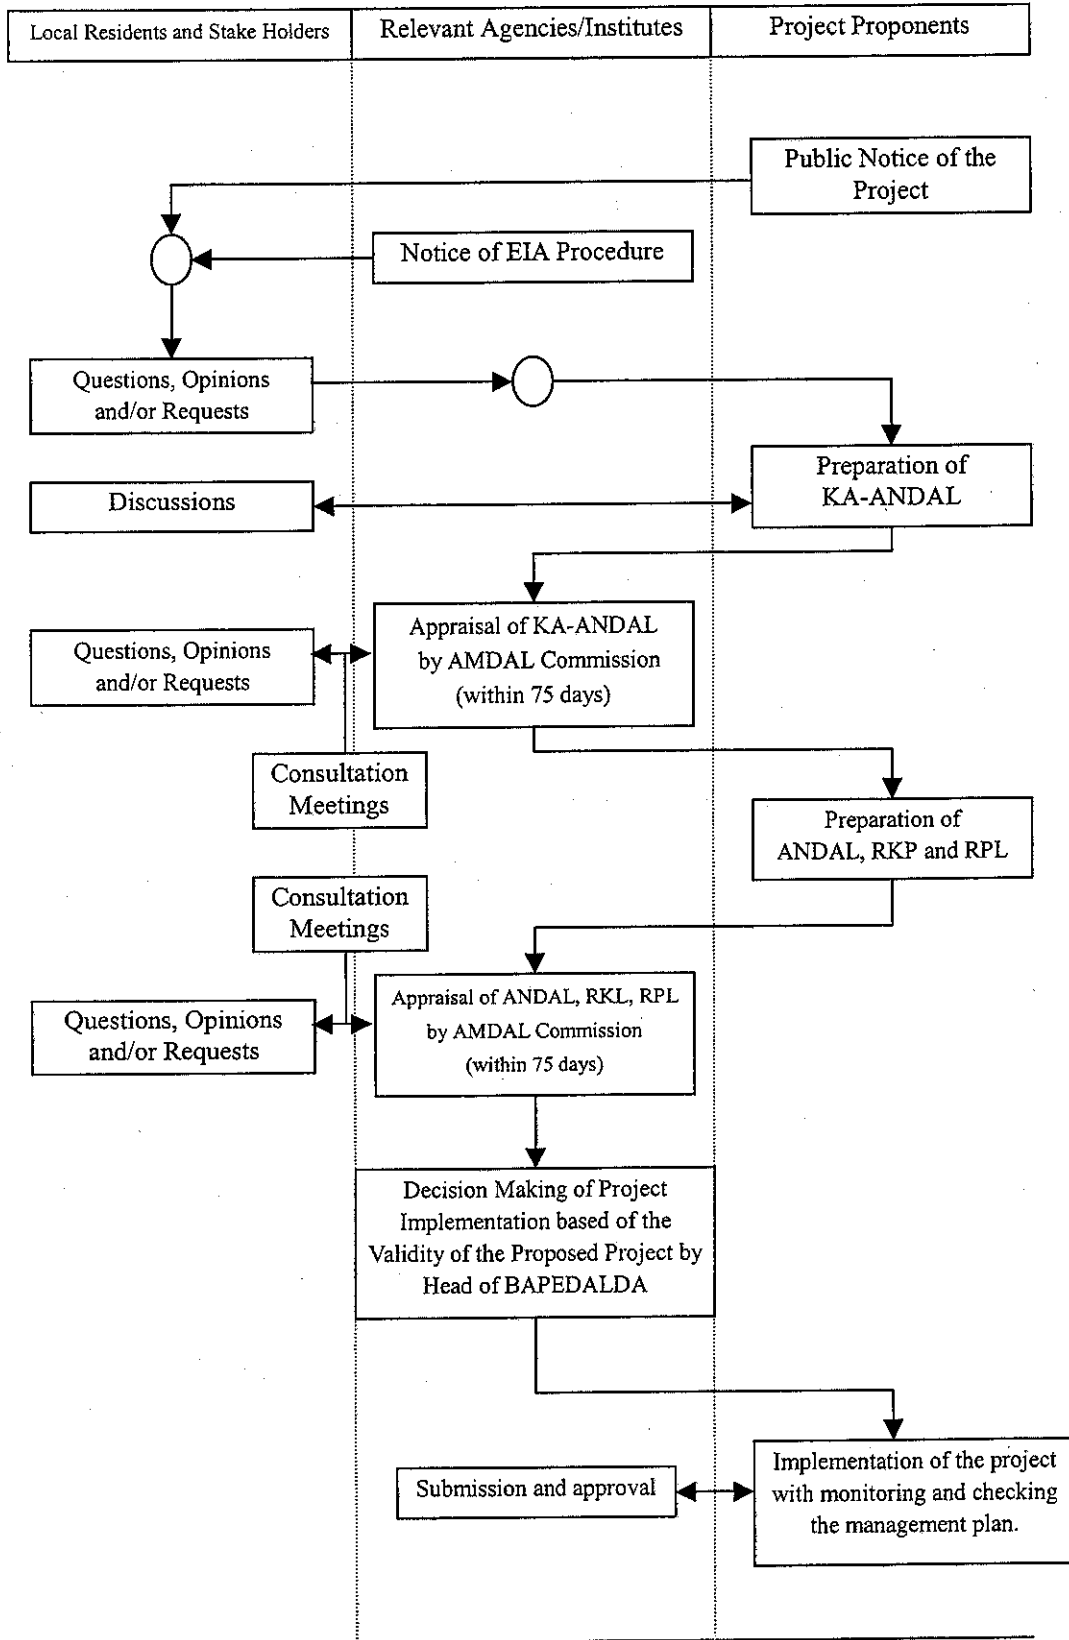 Local Residents and Stake Holders
Relevant Agencies/Institutes
Project Proponents
Public Notice of the
Project
Notice of EIA Procedure
Questions, Opinions
and/or Requests
Preparation of
KA-ANDAL
Discussions
Appraisal of KA-ANDAL
by AMDAL Commission
(within 75 days)
Questions, Opinions
and/or Requests
Consultation
Meetings
Preparation of
ANDAL, RKP and RPL
Consultation
Meetings
Appraisal of ANDAL, RKL, RPL
by AMDAL Commission
(within 75 days)
Questions, Opinions
and/or Requests
Decision Making of Project
Implementation based of the
Validity of the Proposed Project by
Head of BAPEDALDA
Submission and approval
Implementation of the project
with monitoring and checking
the management plan.